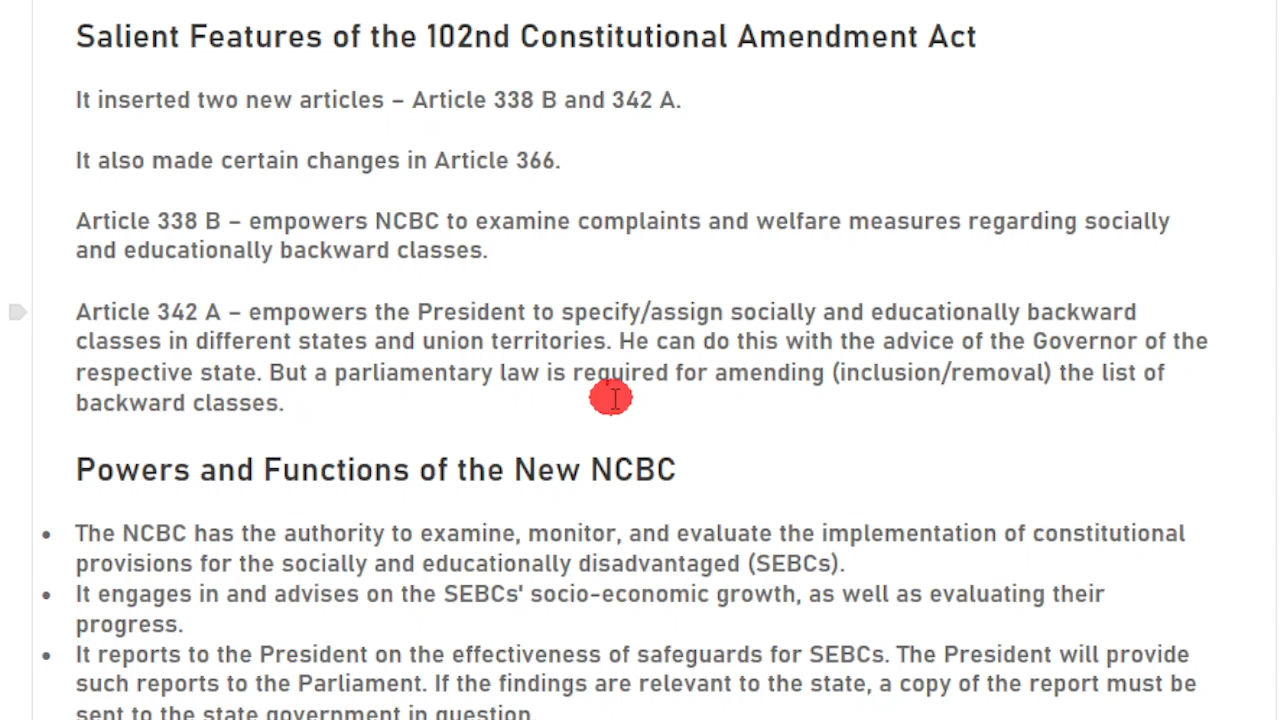 Salient Features of the 102nd Constitutional Amendment Act
It inserted two new articles – Article 338 B and 342 A.
It also made certain changes in Article 366.
Article 338 B – empowers NCBC to examine complaints and welfare measures regarding socially
and educationally backward classes.
Article 342 A – empowers the President to specify/assign socially and educationally backward
classes in different states and union territories. He can do this with the advice of the Governor of the
respective state. But a parliamentary law is required for amending (inclusion/removal) the list of
backward classes.
Powers and Functions of the New NCBC
• The NCBC has the authority to examine, monitor, and evaluate the implementation of constitutional
provisions for the socially and educationally disadvantaged (SEBCs).
• It engages in and advises on the SEBCs' socio-economic growth, as well as evaluating their
progress.
• It reports to the President on the effectiveness of safeguards for SEBCs. The President will provide
such reports to the Parliament. If the findings are relevant to the state, a copy of the report must be
sent to the state government in question.